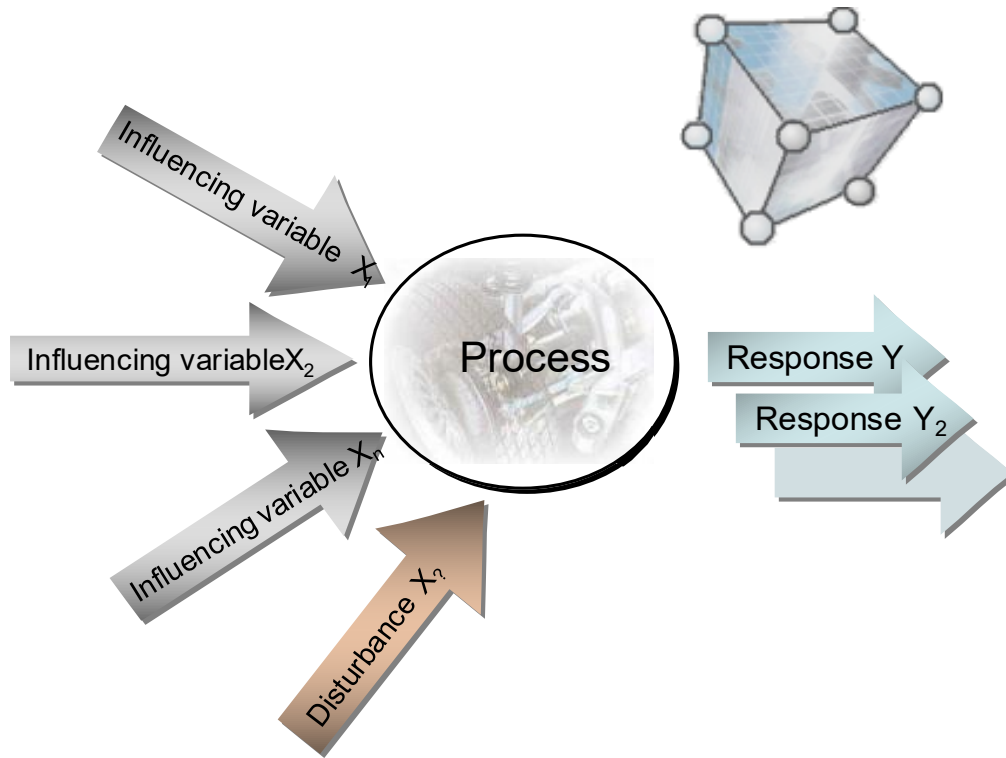 Influencing variable X₁
Influencing variableX₂
Influencing variable Xₙ
Disturbance X?
Process
Response Y
Response Y₂